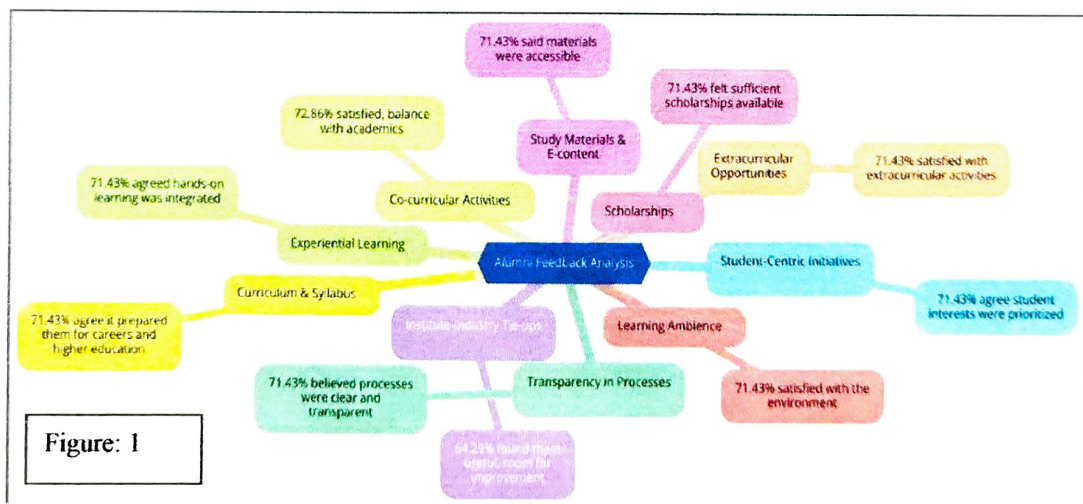 71.43% said materials
were accessible
71.43% felt sufficient
scholarships available
72.86% satisfied, balance
with academics
Study Materials &
E-content
Extracurricular
Opportunities
71.43% satisfied with
extracurricular activities
71.43% agreed hands-on
learning was integrated
Co-curricular Activities
Scholarships
Experiential Learning
Alumni Feedback Analysis
Student-Centric Initiatives
Curriculum & Syllabus
71.43% agree student
interests were prioritized
71.43% agree it prepared
them for careers and
higher education
Institute-Industry Tie-ups
Learning Ambience
71.43% believed processes
were clear and
transparent
Transparency in Processes
71.43% satisfied with the
environment
64.29% found them
useful, room for
improvement
Figure: 1